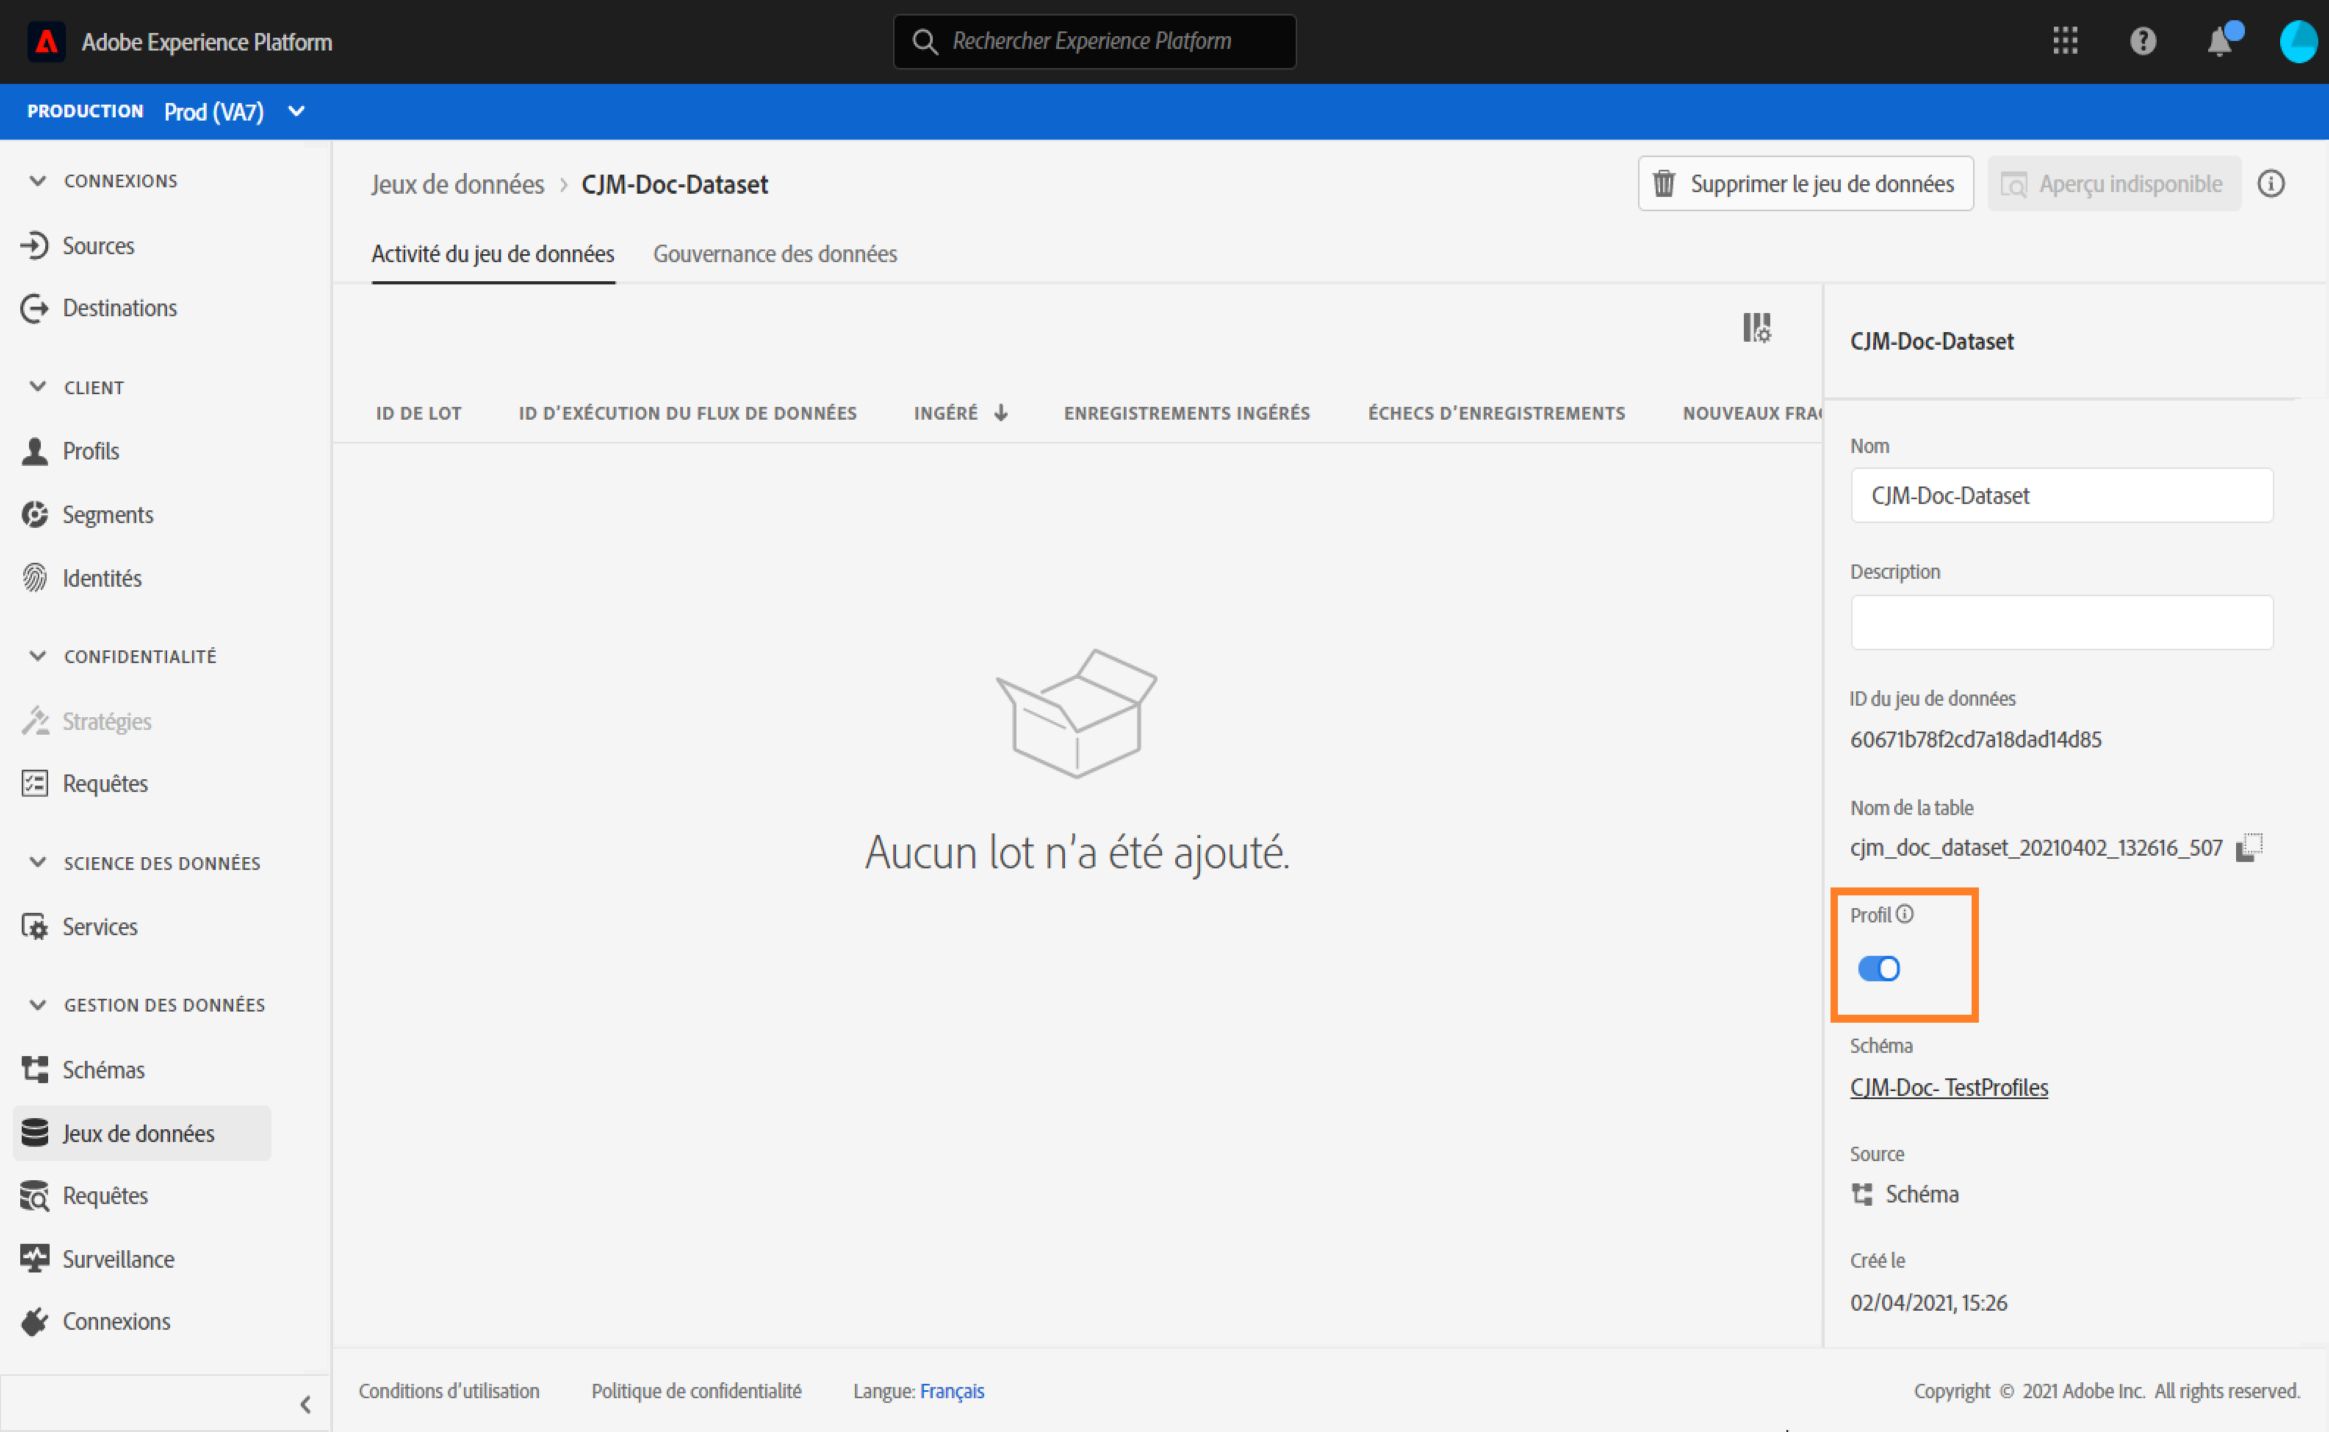 Adobe Experience Platform
Rechercher Experience Platform
PRODUCTION Prod (VA7)
CONNEXIONS
Sources
Destinations
CLIENT
Profils
Segments
Identités
CONFIDENTIALITÉ
Stratégies
Requêtes
SCIENCE DES DONNÉES
Services
GESTION DES DONNÉES
Schémas
Jeux de données
Requêtes
Surveillance
Connexions
Jeux de données › CJM-Doc-Dataset
Supprimer le jeu de données
Aperçu indisponible
Activité du jeu de données
Gouvernance des données
ID DE LOT
ID D'EXÉCUTION DU FLUX DE DONNÉES
INGÉRÉ
ENREGISTREMENTS INGÉRÉS
ÉCHECS D'ENREGISTREMENTS
NOUVEAUX FRAG
Aucun lot n'a été ajouté.
CJM-Doc-Dataset
Nom
CJM-Doc-Dataset
Description
ID du jeu de données
60671b78f2cd7a18dad14d85
Nom de la table
cjm_doc_dataset_20210402_132616_507
Profil
Schéma
CJM-Doc- TestProfiles
Source
Schéma
Créé le
02/04/2021, 15:26
Conditions d'utilisation
Politique de confidentialité
Langue: Français
Copyright © 2021 Adobe Inc. All rights reserved.